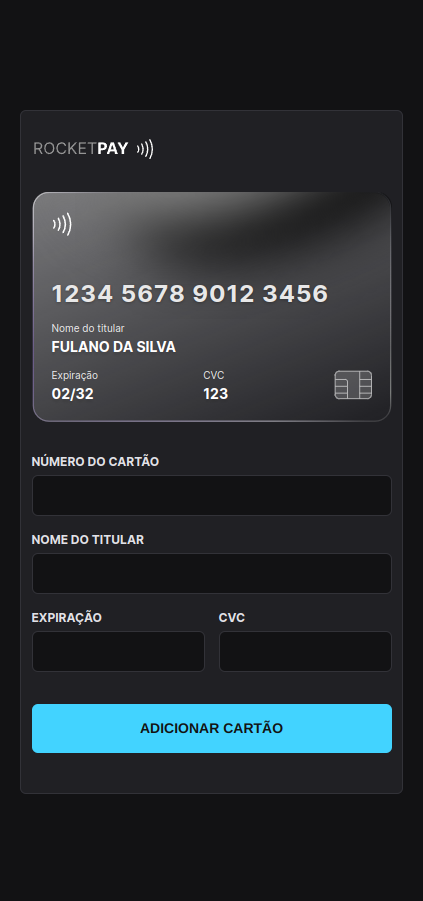 ROCKETPAY
1234 5678 9012 3456
Nome do titular
FULANO DA SILVA
Expiração CVC
02/32 123
NÚMERO DO CARTÃO
NOME DO TITULAR
EXPIRAÇÃO CVC
ADICIONAR CARTÃO